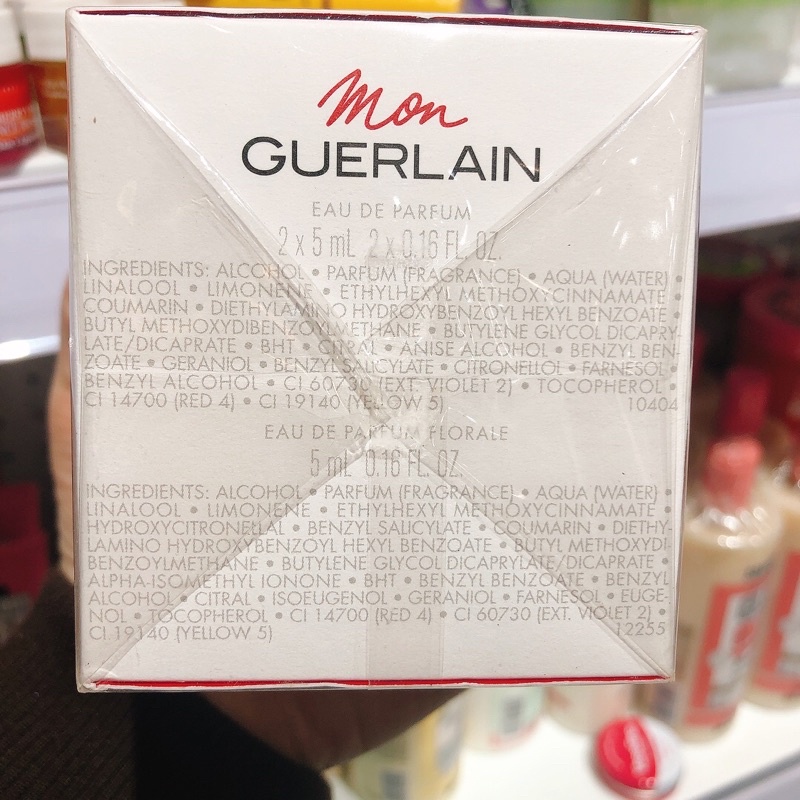 Mon
GUERLAIN
EAU DE PARFUM
2 x 5 mL 2 x 0.16 FL. OZ.
INGREDIENTS: ALCOHOL • PARFUM (FRAGRANCE) • AQUA (WATER) •
LINALOOL • LIMONENE • ETHYLHEXYL METHOXYCINNAMATE •
COUMARIN • DIETHYLAMINO HYDROXYBENZOYL HEXYL BENZOATE •
BUTYL METHOXYDIBENZOYLMETHANE • BUTYLENE GLYCOL DICAPRY-
LATE/DICAPRATE • BHT • CITRAL • ANISE ALCOHOL • BENZYL BEN-
ZOATE • GERANIOL • BENZYL SALICYLATE • CITRONELLOL • FARNESOL •
BENZYL ALCOHOL • CI 60730 (EXT. VIOLET 2) • TOCOPHEROL •
CI 14700 (RED 4) • CI 19140 (YELLOW 5) 10404
EAU DE PARFUM FLORALE
5 mL 0.16 FL. OZ.
INGREDIENTS: ALCOHOL • PARFUM (FRAGRANCE) • AQUA (WATER) •
LINALOOL • LIMONENE • ETHYLHEXYL METHOXYCINNAMATE •
HYDROXYCITRONELLAL • BENZYL SALICYLATE • COUMARIN • DIETHY-
LAMINO HYDROXYBENZOYL HEXYL BENZOATE • BUTYL METHOXYDI-
BENZOYLMETHANE • BUTYLENE GLYCOL DICAPRYLATE/DICAPRATE •
ALPHA-ISOMETHYL IONONE • BHT • BENZYL BENZOATE • BENZYL
ALCOHOL • CITRAL • ISOEUGENOL • GERANIOL • FARNESOL • EUGE-
NOL • TOCOPHEROL • CI 14700 (RED 4) • CI 60730 (EXT. VIOLET 2) •
CI 19140 (YELLOW 5) 12255